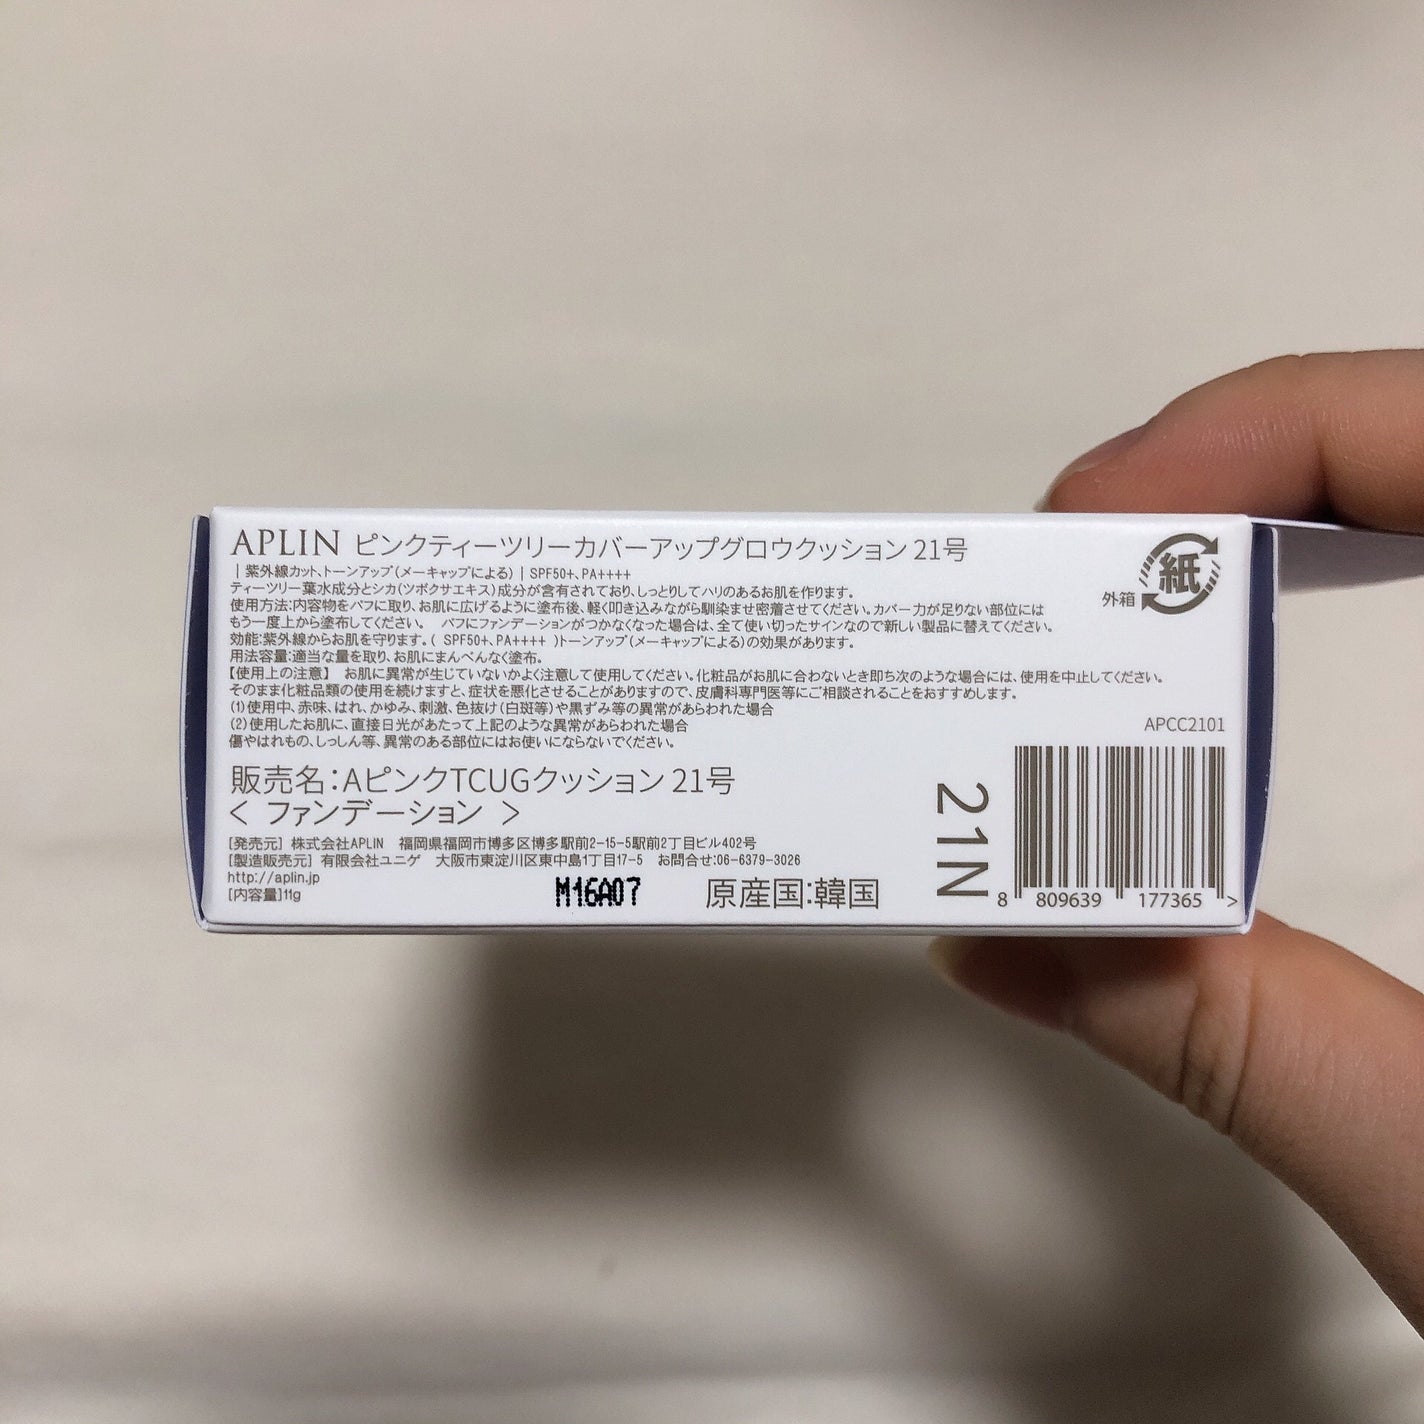 APLIN ピンクティーツリーカバーアップグロウクッション 21号
| 紫外線カット、トーンアップ(メーキャップによる) | SPF50+、PA++++
ティーツリー葉水成分とシカ(ツボクサエキス)成分が含有されており、しっとりしてハリのあるお肌を作ります。
使用方法:内容物をパフに取り、お肌に広げるように塗布後、軽く叩き込みながら馴染ませ密着させてください。カバー力が足りない部位には
もう一度上から塗布してください。 パフにファンデーションがつかなくなった場合は、全て使い切ったサインなので新しい製品に替えてください。
効能:紫外線からお肌を守ります。( SPF50+、PA++++ )トーンアップ(メーキャップによる)の効果があります。
用法容量:適当な量を取り、お肌にまんべんなく塗布。
【使用上の注意】 お肌に異常が生じていないかよく注意して使用してください。化粧品がお肌に合わないとき即ち次のような場合には、使用を中止してください。
そのまま化粧品類の使用を続けますと、症状を悪化させることがありますので、皮膚科専門医等にご相談されることをおすすめします。
(1)使用中、赤味、はれ、かゆみ、刺激、色抜け(白斑等)や黒ずみ等の異常があらわれた場合
(2)使用したお肌に、直接日光があたって上記のような異常があらわれた場合
傷やはれもの、しっしん等、異常のある部位にはお使いにならないでください。
販売名:AピンクTCUGクッション 21号
< ファンデーション >
[発売元] 株式会社APLIN 福岡県福岡市博多区博多駅前2-15-5駅前2丁目ビル402号
[製造販売元] 有限会社ユニゲ 大阪市東淀川区東中島1丁目17-5 お問合せ:06-6379-3026
http://aplin.jp
[内容量]11g
M16A07
原産国:韓国
外箱
紙
APCC2101
21N
8 809639 177365 >